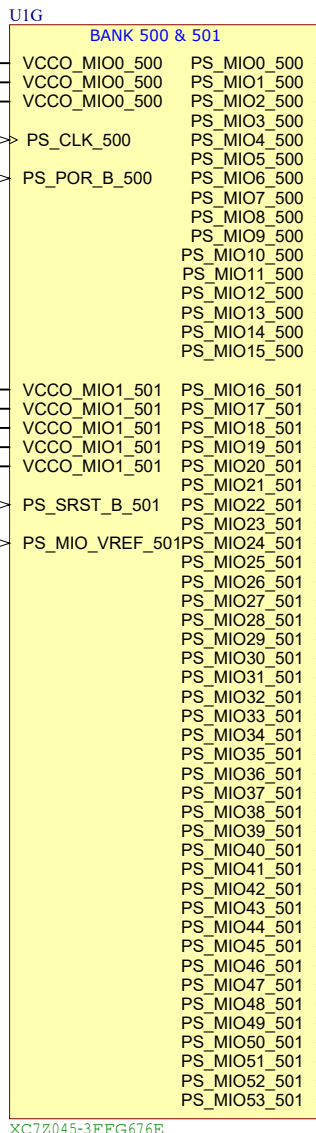 U1G
BANK 500 & 501
VCCO_MIO0_500 PS_MIO0_500
VCCO_MIO0_500 PS_MIO1_500
VCCO_MIO0_500 PS_MIO2_500
PS_MIO3_500
PS_CLK_500 PS_MIO4_500
PS_MIO5_500
PS_POR_B_500 PS_MIO6_500
PS_MIO7_500
PS_MIO8_500
PS_MIO9_500
PS_MIO10_500
PS_MIO11_500
PS_MIO12_500
PS_MIO13_500
PS_MIO14_500
PS_MIO15_500
VCCO_MIO1_501 PS_MIO16_501
VCCO_MIO1_501 PS_MIO17_501
VCCO_MIO1_501 PS_MIO18_501
VCCO_MIO1_501 PS_MIO19_501
VCCO_MIO1_501 PS_MIO20_501
PS_MIO21_501
PS_SRST_B_501 PS_MIO22_501
PS_MIO23_501
PS_MIO_VREF_501 PS_MIO24_501
PS_MIO25_501
PS_MIO26_501
PS_MIO27_501
PS_MIO28_501
PS_MIO29_501
PS_MIO30_501
PS_MIO31_501
PS_MIO32_501
PS_MIO33_501
PS_MIO34_501
PS_MIO35_501
PS_MIO36_501
PS_MIO37_501
PS_MIO38_501
PS_MIO39_501
PS_MIO40_501
PS_MIO41_501
PS_MIO42_501
PS_MIO43_501
PS_MIO44_501
PS_MIO45_501
PS_MIO46_501
PS_MIO47_501
PS_MIO48_501
PS_MIO49_501
PS_MIO50_501
PS_MIO51_501
PS_MIO52_501
PS_MIO53_501
XC7Z045-3FFG676E